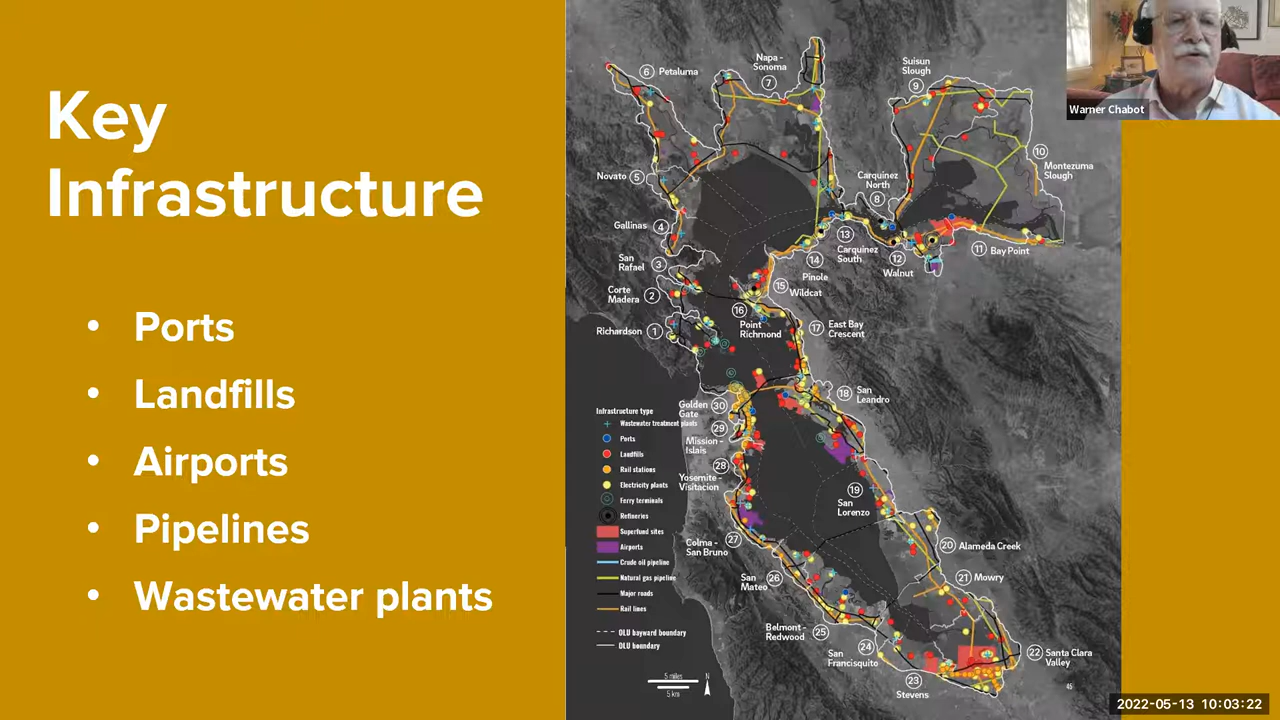 Key
Infrastructure
• Ports
• Landfills
• Airports
• Pipelines
• Wastewater plants
Warner Chabot
6 Petaluma
Napa -
Sonoma
7
Suisun
Slough
9
10
Montezuma
Slough
Novato 5
Carquinez
North
8
Gallinas 4
13
Carquinez
South
11 Bay Point
12
Walnut
San
Rafael 3
14
Pinole
Corte
Madera 2
15
Wildcat
16
Point
Richmond
Richardson 1
17 East Bay
Crescent
18 San
Leandro
Golden
Gate 30
29
Mission -
Islais
28
Yosemite -
Visitacion
19
San
Lorenzo
27
Colma -
San Bruno
20 Alameda Creek
21 Mowry
San
Mateo 26
Belmont -
Redwood 25
24
San
Francisquito
22 Santa Clara
Valley
23
Stevens
Infrastructure type
Wastewater treatment plants
Ports
Landfills
Rail stations
Electricity plants
Ferry terminals
Refineries
Superfund sites
Airports
Crude oil pipeline
Natural gas pipeline
Major roads
Rail lines
OLU bayward boundary
OLU boundary
5 miles
5 km
N
45
2022-05-13 10:03:22